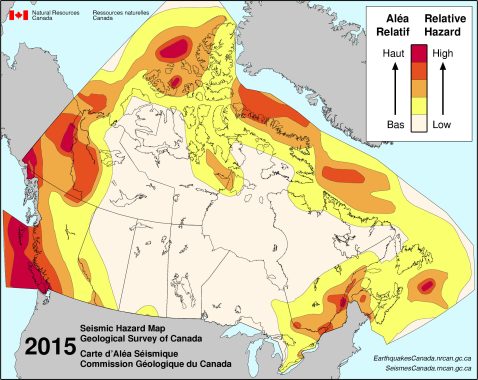 Natural Resources Ressources naturelles
Canada Canada
Aléa Relative
Relatif Hazard
Haut High
Bas Low
2015
Seismic Hazard Map
Geological Survey of Canada
Carte d'Aléa Séismique
Commission Géologique du Canada
EarthquakesCanada.nrcan.gc.ca
SeismesCanada.rncan.gc.ca